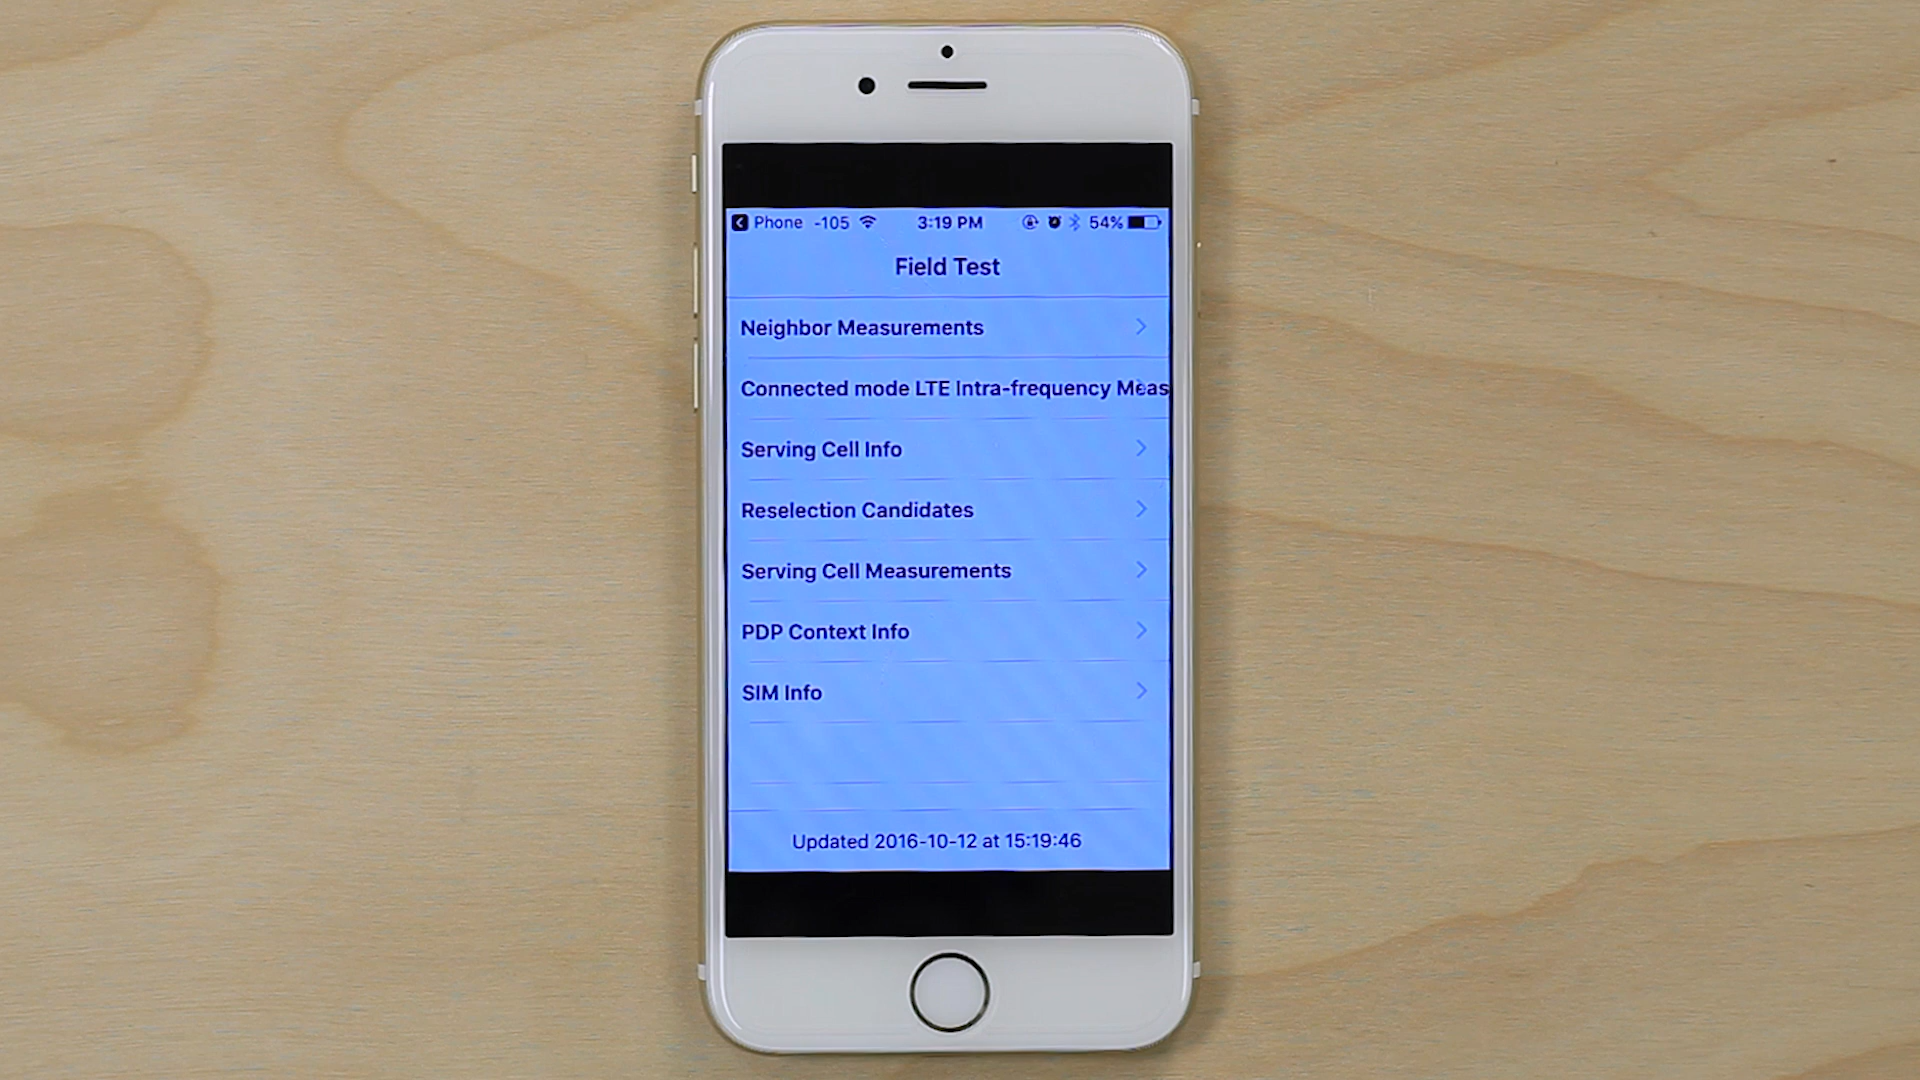 Phone -105 3:19 PM 54%
Field Test
Neighbor Measurements
Connected mode LTE Intra-frequency Meas
Serving Cell Info
Reselection Candidates
Serving Cell Measurements
PDP Context Info
SIM Info
Updated 2016-10-12 at 15:19:46